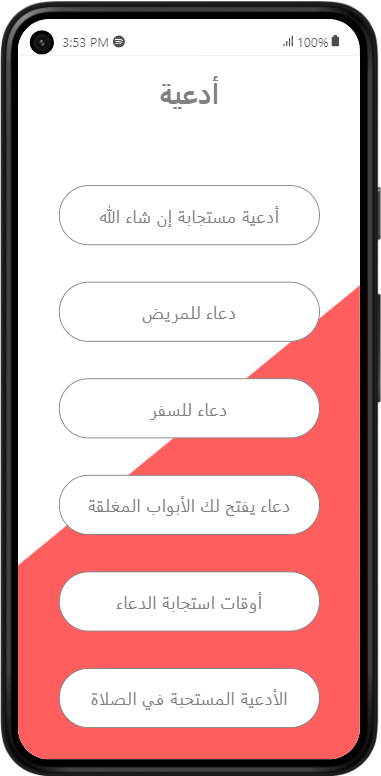 3:53 PM 100%
أدعية
أدعية مستجابة إن شاء الله
دعاء للمريض
دعاء للسفر
دعاء يفتح لك الأبواب المغلقة
أوقات استجابة الدعاء
الأدعية المستحبة في الصلاة